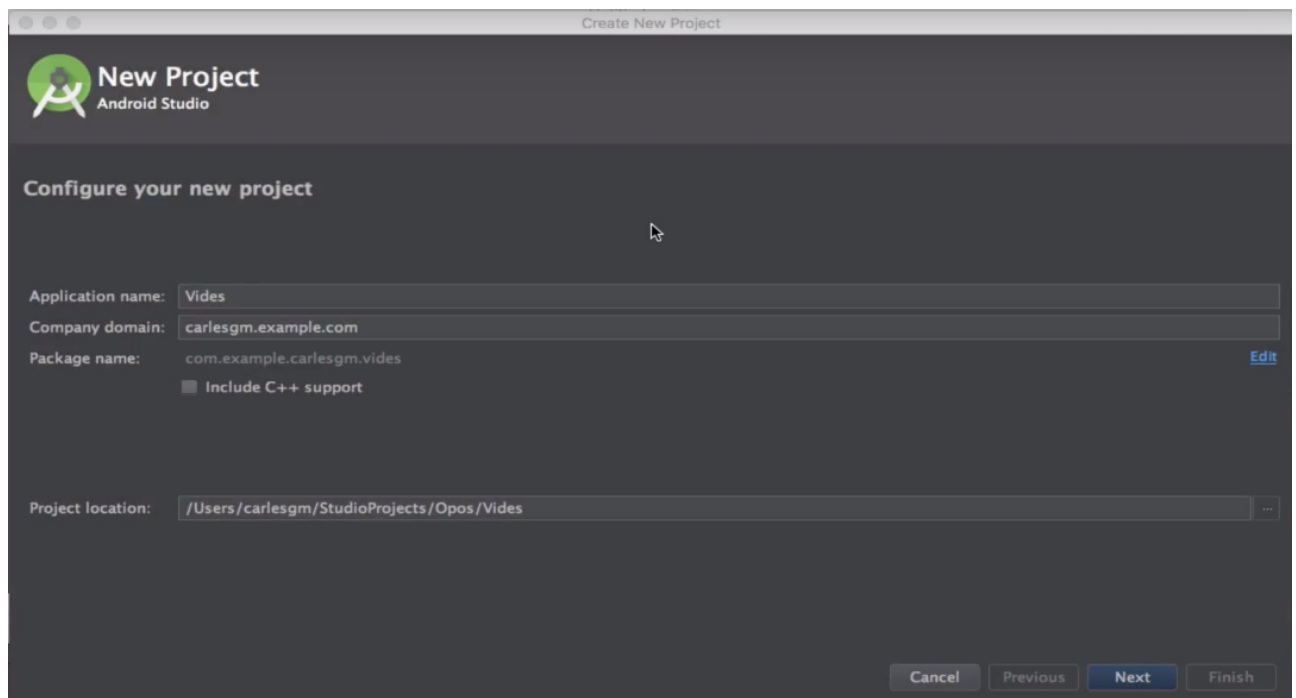 Create New Project
New Project
Android Studio
Configure your new project
Application name: Vides
Company domain: carlesgm.example.com
Package name: com.example.carlesgm.vides Edit
Include C++ support
Project location: /Users/carlesgm/StudioProjects/Opos/Vides ...
Cancel Previous Next Finish